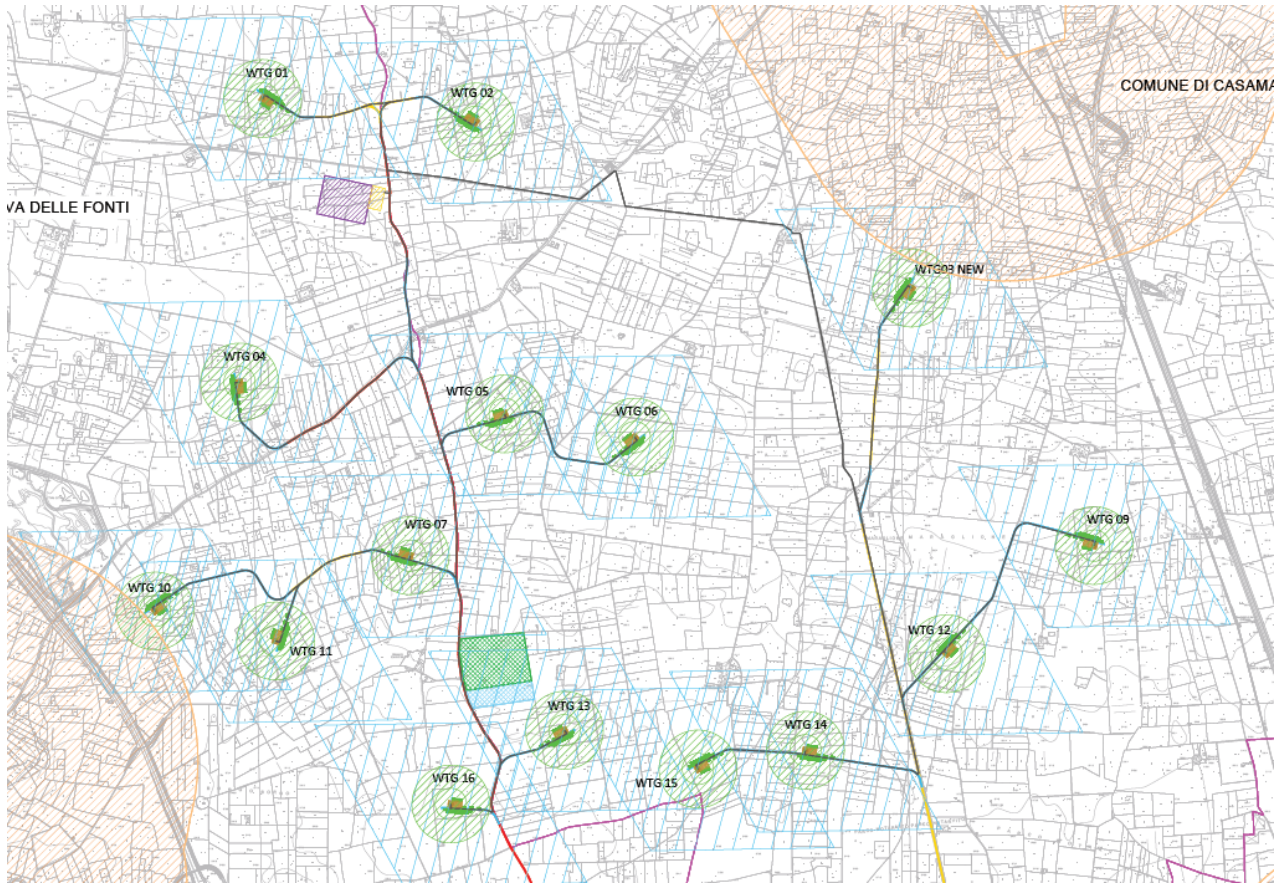 WTG 01
WTG 02
COMUNE DI CASAMA
VA DELLE FONTI
WTG03 NEW
WTG 04
WTG 05
WTG 06
WTG 07
WTG 09
WTG 10
WTG 11
WTG 12
WTG 13
WTG 14
WTG 15
WTG 16